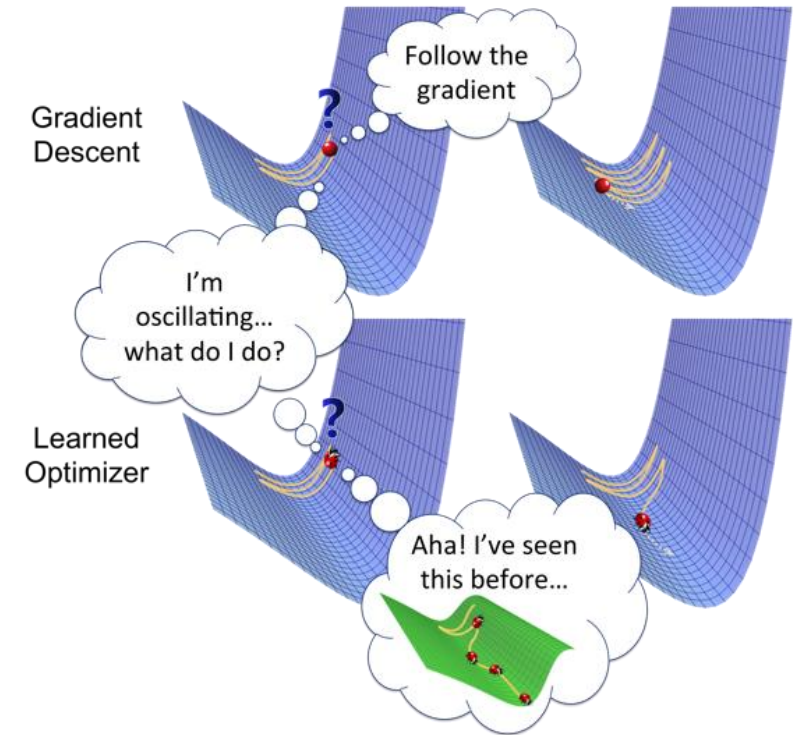 Gradient
Descent
?
Follow the
gradient
I'm
oscillating...
what do I do?
Learned
Optimizer
?
Aha! I've seen
this before...